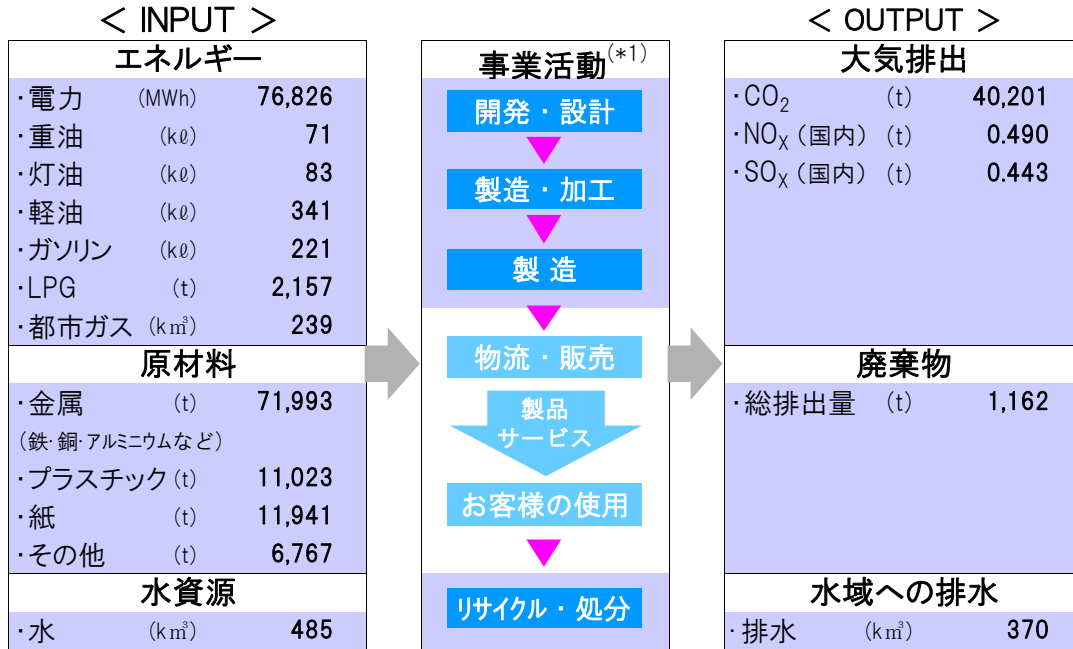 < INPUT >
エネルギー
・電力 (MWh) 76,826
・重油 (kℓ) 71
・灯油 (kℓ) 83
・軽油 (kℓ) 341
・ガソリン (kℓ) 221
・LPG (t) 2,157
・都市ガス (k㎥) 239
原材料
・金属 (t) 71,993
(鉄・銅・アルミニウムなど)
・プラスチック (t) 11,023
・紙 (t) 11,941
・その他 (t) 6,767
水資源
・水 (k㎥) 485
事業活動(*1)
開発・設計
製造・加工
製造
物流・販売
製品
サービス
お客様の使用
リサイクル・処分
< OUTPUT >
大気排出
・CO₂ (t) 40,201
・NOX (国内) (t) 0.490
・SOX (国内) (t) 0.443
廃棄物
・総排出量 (t) 1,162
水域への排水
・排水 (k㎥) 370